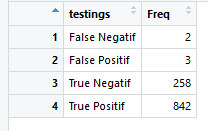 testings Freq
1 False Negatif 2
2 False Positif 3
3 True Negatif 258
4 True Positif 842